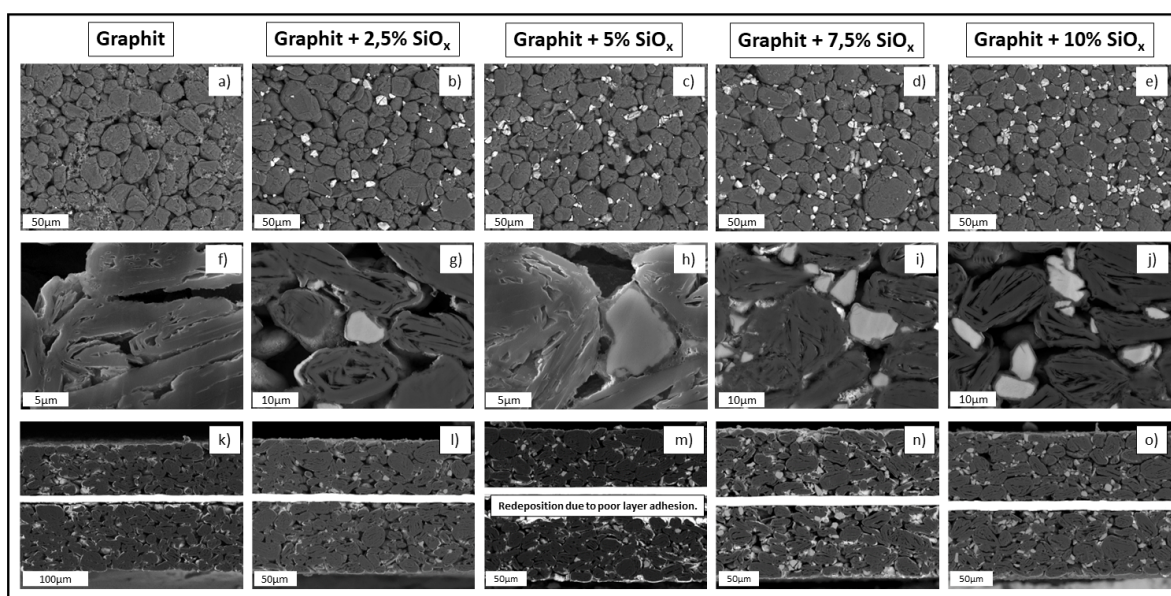 Graphit
Graphit + 2,5% SiOx
Graphit + 5% SiOx
Graphit + 7,5% SiOx
Graphit + 10% SiOx
a)
b)
c)
d)
e)
50µm
50µm
50µm
50µm
50µm
f)
g)
h)
i)
j)
5µm
10µm
5µm
10µm
10µm
k)
l)
m)
n)
o)
Redeposition due to poor layer adhesion.
100µm
50µm
50µm
50µm
50µm